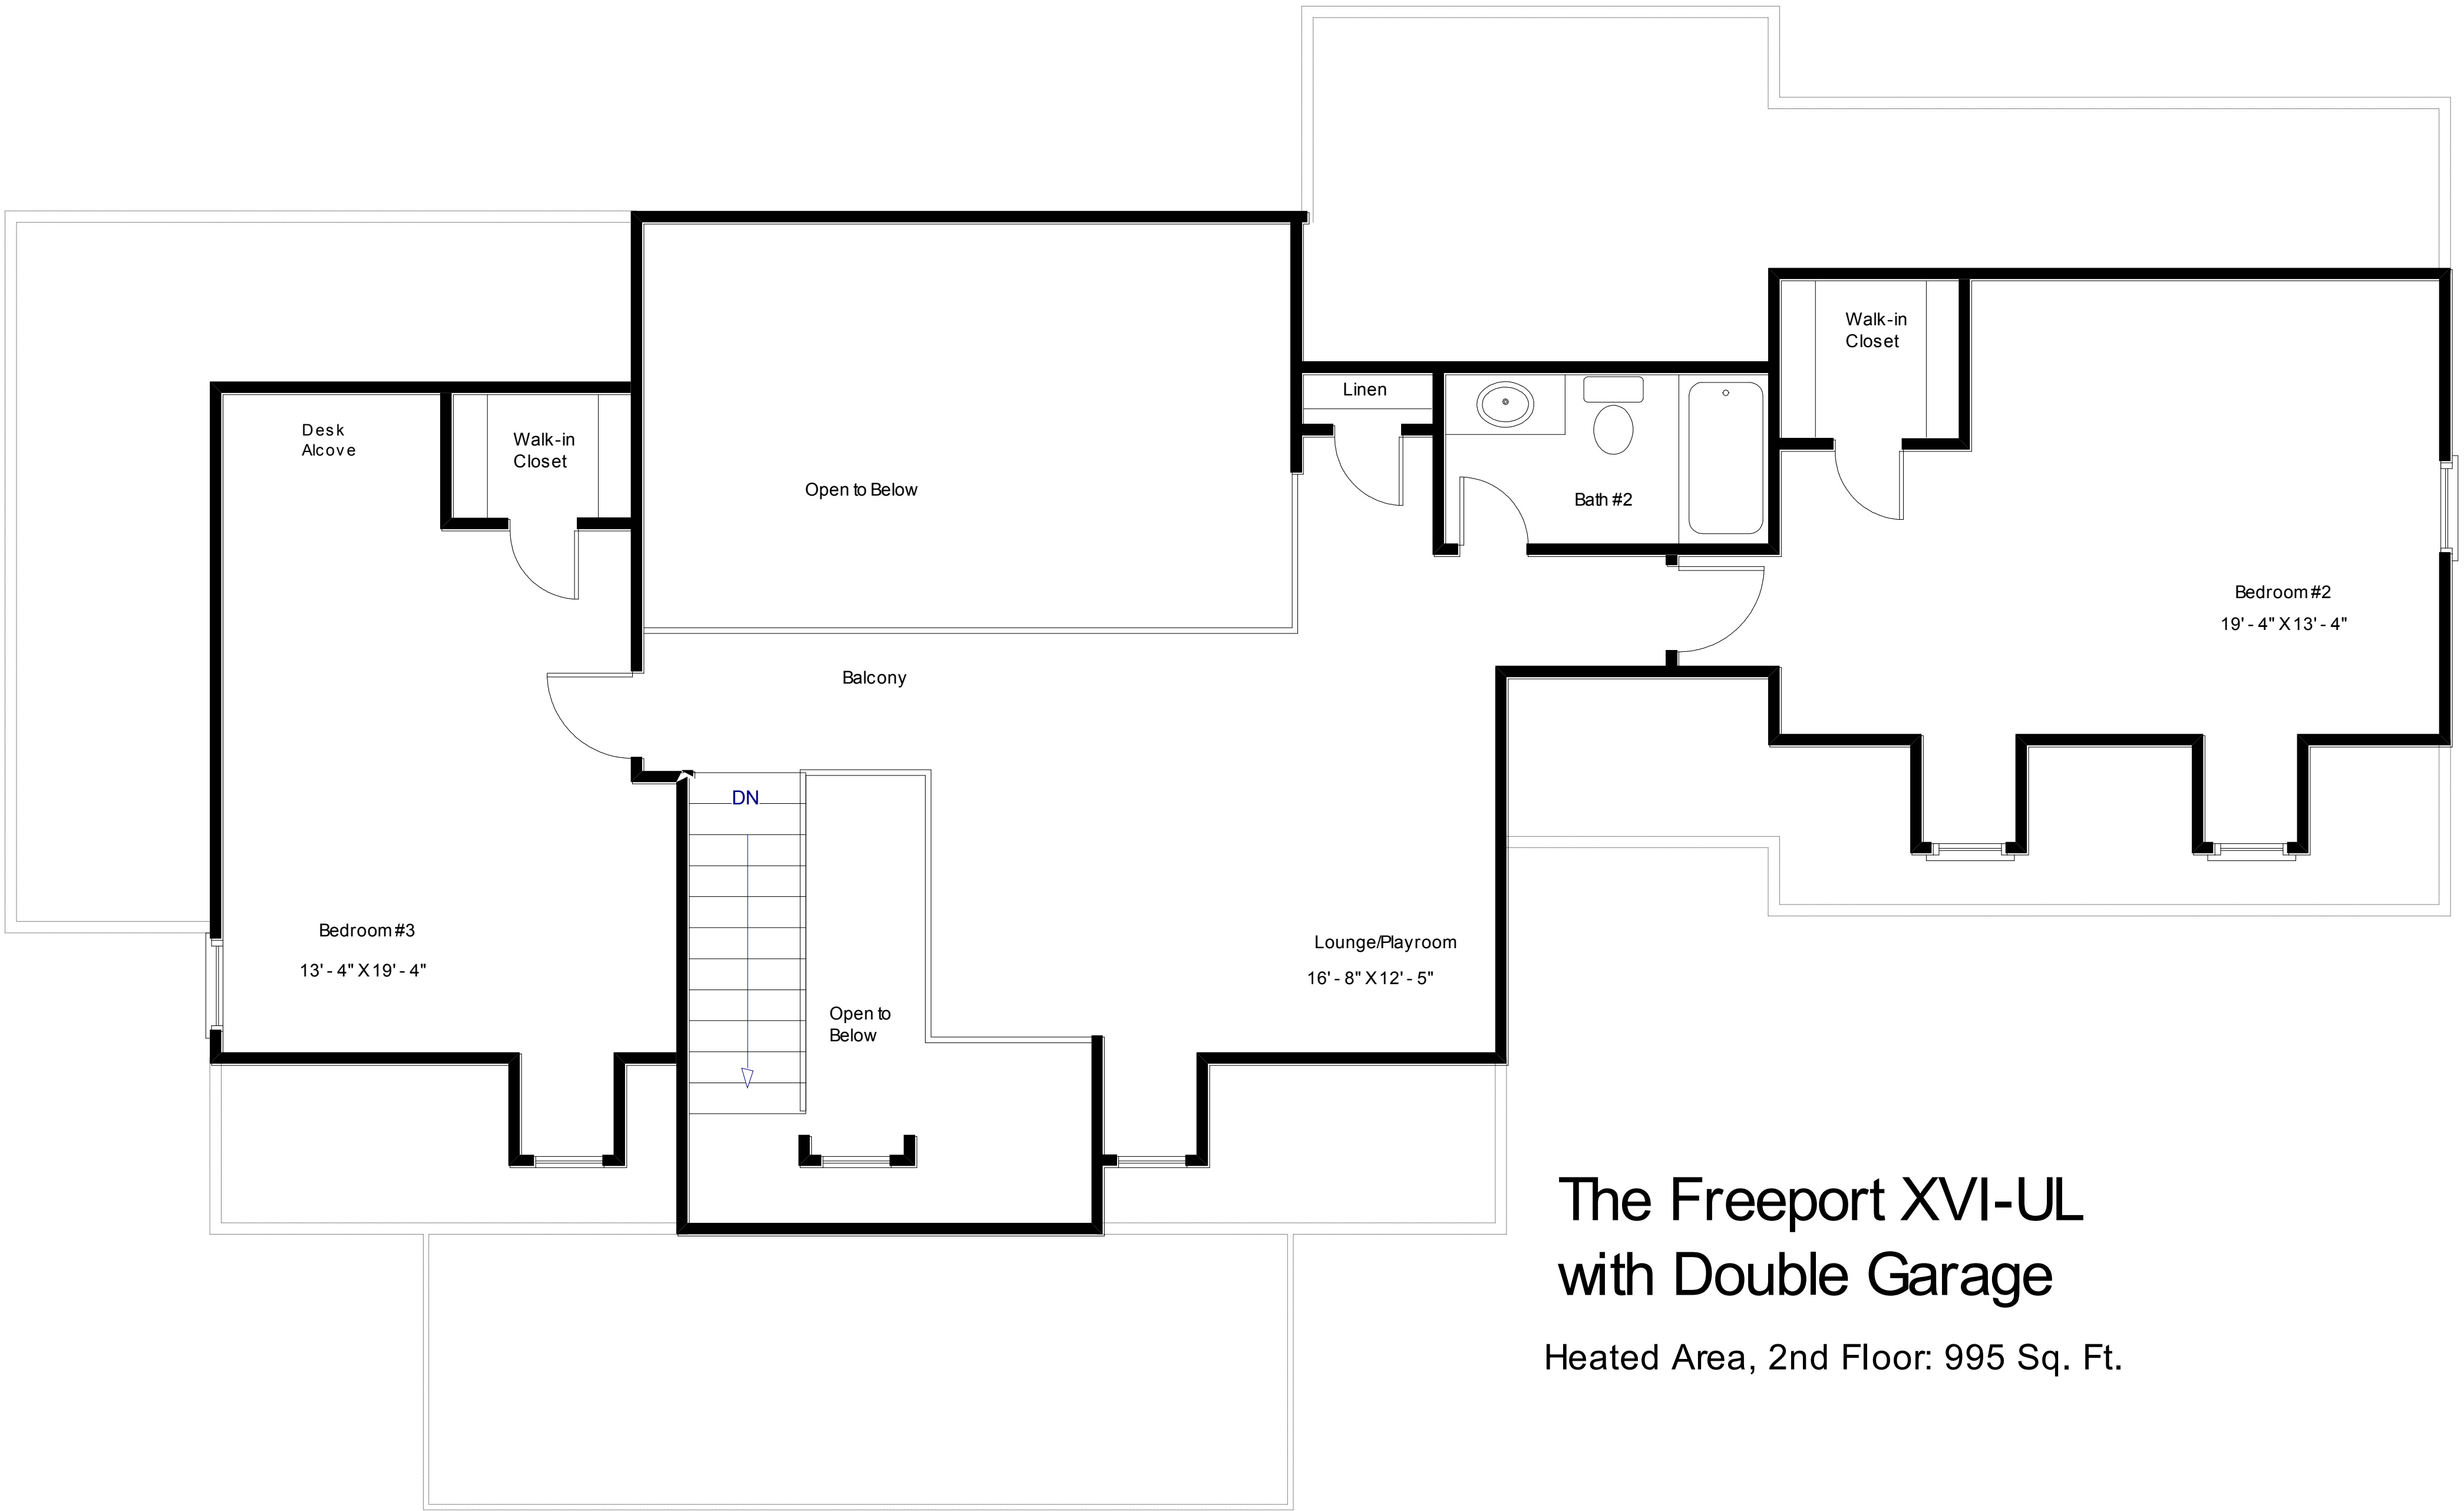 Walk-in
Closet
Linen
Desk
Alcove
Walk-in
Closet
Open to Below
Bath #2
Bedroom #2
19' - 4" X 13' - 4"
Balcony
DN
Bedroom #3
13' - 4" X 19' - 4"
Lounge/Playroom
16' - 8" X 12' - 5"
Open to
Below
The Freeport XVI-UL
with Double Garage
Heated Area, 2nd Floor: 995 Sq. Ft.